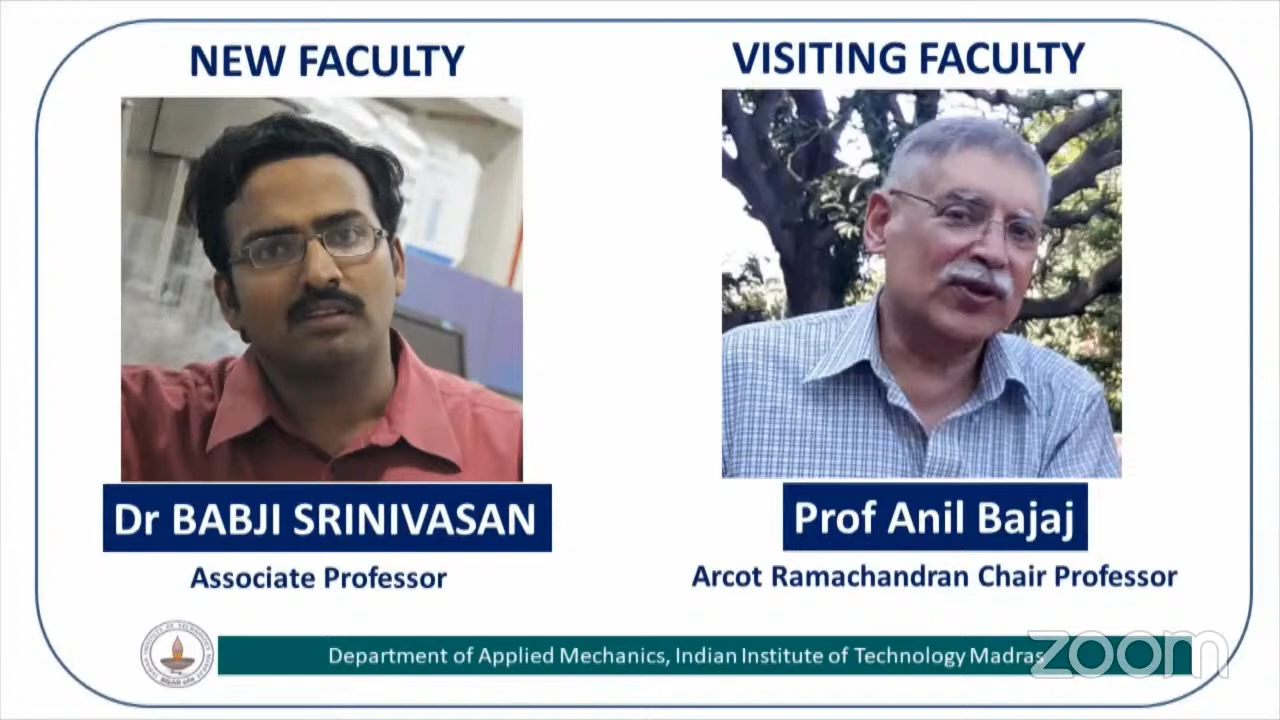 NEW FACULTY
Dr BABJI SRINIVASAN
Associate Professor
VISITING FACULTY
Prof Anil Bajaj
Arcot Ramachandran Chair Professor
Department of Applied Mechanics, Indian Institute of Technology Madras
zoom